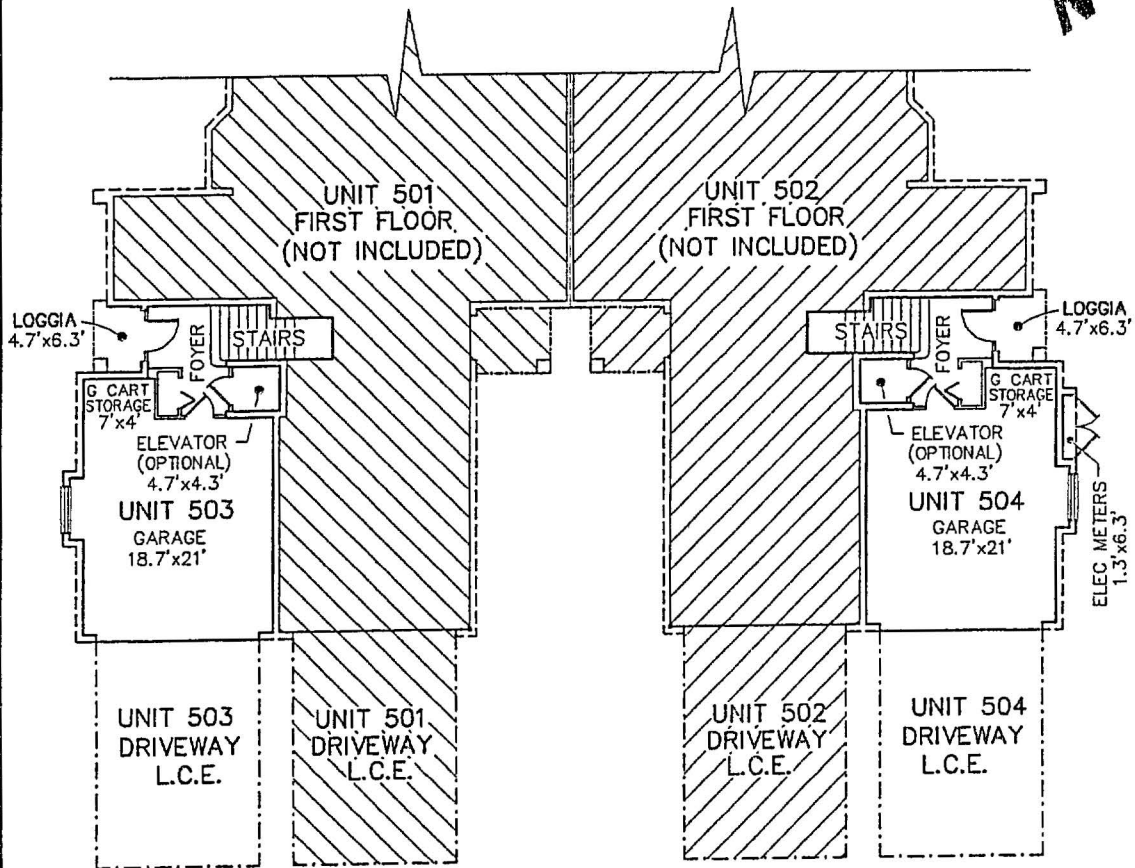 UNIT 501
FIRST FLOOR
(NOT INCLUDED)
UNIT 502
FIRST FLOOR
(NOT INCLUDED)
LOGGIA
4.7'x6.3'
FOYER
STAIRS
G CART
STORAGE
7'x4'
ELEVATOR
(OPTIONAL)
4.7'x4.3'
UNIT 503
GARAGE
18.7'x21'
STAIRS
FOYER
LOGGIA
4.7'x6.3'
G CART
STORAGE
7'x4'
ELEVATOR
(OPTIONAL)
4.7'x4.3'
UNIT 504
GARAGE
18.7'x21'
ELEC METERS
1.3'x6.3'
UNIT 503
DRIVEWAY
L.C.E.
UNIT 501
DRIVEWAY
L.C.E.
UNIT 502
DRIVEWAY
L.C.E.
UNIT 504
DRIVEWAY
L.C.E.